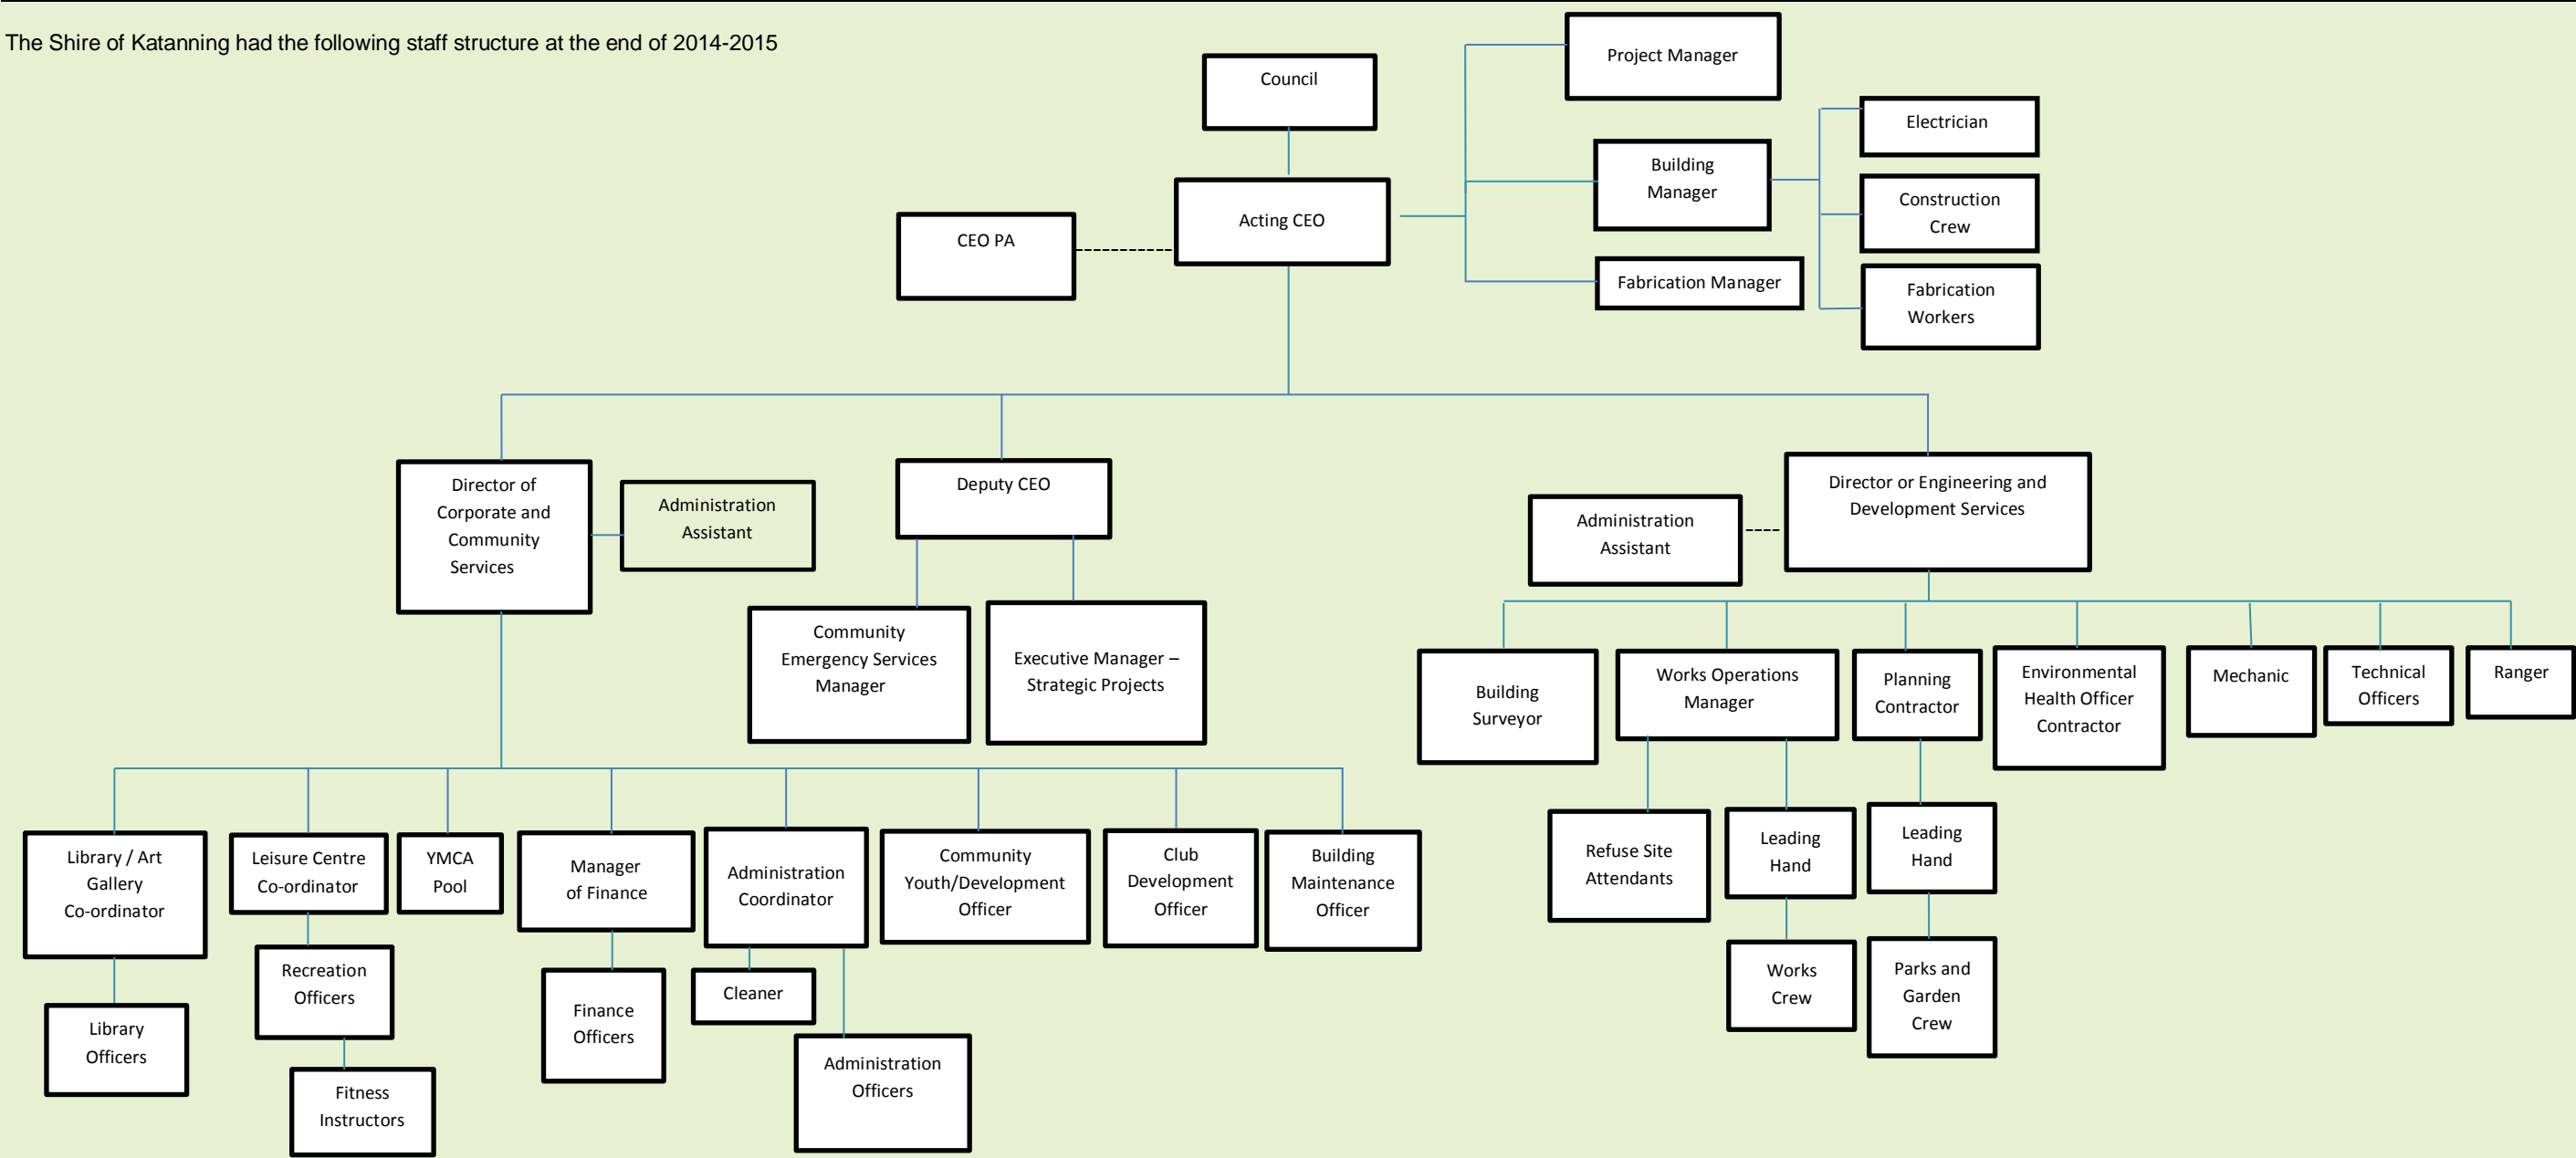 The Shire of Katanning had the following staff structure at the end of 2014-2015
Council
Project Manager
Electrician
Building
Manager
Construction
Crew
Acting CEO
CEO PA
Fabrication Manager
Fabrication
Workers
Director of
Corporate and
Community
Services
Administration
Assistant
Deputy CEO
Administration
Assistant
Director or Engineering and
Development Services
Community
Emergency Services
Manager
Executive Manager –
Strategic Projects
Building
Surveyor
Works Operations
Manager
Planning
Contractor
Environmental
Health Officer
Contractor
Mechanic
Technical
Officers
Ranger
Library / Art
Gallery
Co-ordinator
Leisure Centre
Co-ordinator
YMCA
Pool
Manager
of Finance
Administration
Coordinator
Community
Youth/Development
Officer
Club
Development
Officer
Building
Maintenance
Officer
Refuse Site
Attendants
Leading
Hand
Leading
Hand
Library
Officers
Recreation
Officers
Fitness
Instructors
Finance
Officers
Cleaner
Administration
Officers
Works
Crew
Parks and
Garden
Crew